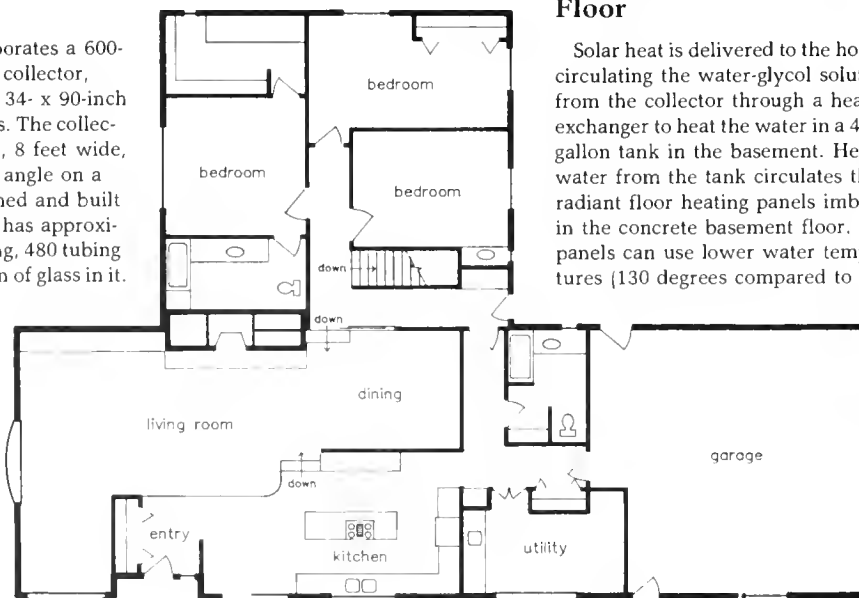 porates a 600-
collector,
34- x 90-inch
s. The collec-
, 8 feet wide,
angle on a
ned and built
has approxi-
ng, 480 tubing
n of glass in it.
Floor
Solar heat is delivered to the ho
circulating the water-glycol solu
from the collector through a hea
exchanger to heat the water in a 4
gallon tank in the basement. He
water from the tank circulates th
radiant floor heating panels imb
in the concrete basement floor.
panels can use lower water temp
tures (130 degrees compared to
bedroom
bedroom
bedroom
down
down
dining
living room
down
garage
entry
kitchen
utility